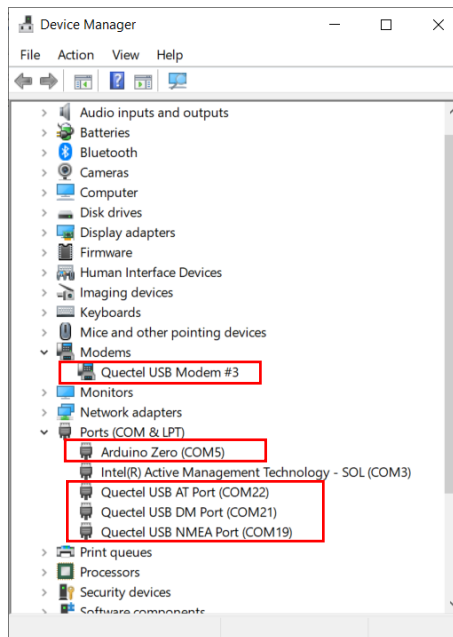 Device Manager
File Action View Help
Audio inputs and outputs
Batteries
Bluetooth
Cameras
Computer
Disk drives
Display adapters
Firmware
Human Interface Devices
Imaging devices
Keyboards
Mice and other pointing devices
Modems
Quectel USB Modem #3
Monitors
Network adapters
Ports (COM & LPT)
Arduino Zero (COM5)
Intel(R) Active Management Technology - SOL (COM3)
Quectel USB AT Port (COM22)
Quectel USB DM Port (COM21)
Quectel USB NMEA Port (COM19)
Print queues
Processors
Security devices
Software components